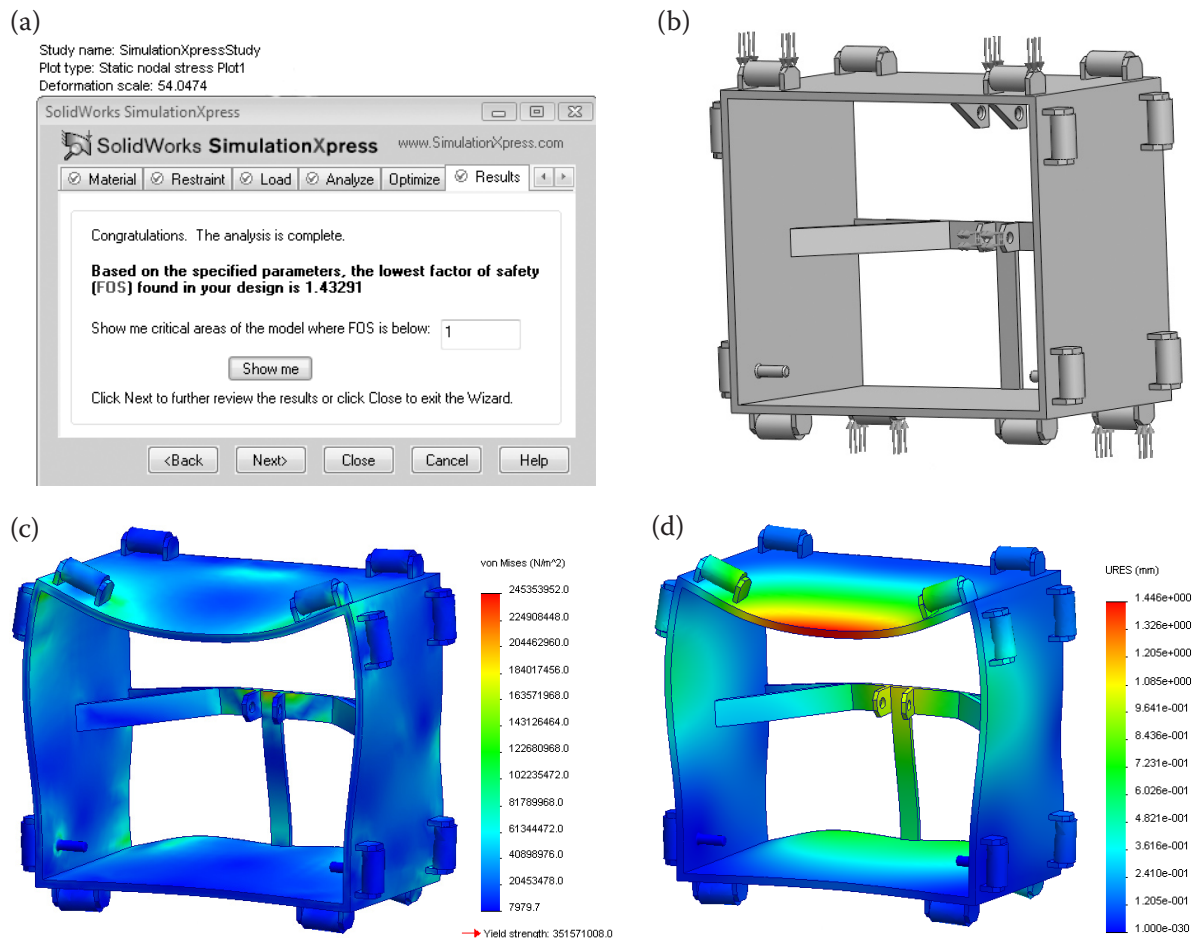 (a)
Study name: SimulationXpressStudy
Plot type: Static nodal stress Plot1
Deformation scale: 54.0474
SolidWorks SimulationXpress
SolidWorks SimulationXpress www.SimulationXpress.com
Material Restraint Load Analyze Optimize Results
Congratulations. The analysis is complete.
Based on the specified parameters, the lowest factor of safety
(FOS) found in your design is 1.43291
Show me critical areas of the model where FOS is below: 1
Show me
Click Next to further review the results or click Close to exit the Wizard.
<Back Next> Close Cancel Help
(b)
(c)
von Mises (N/m^2)
245353952.0
224908448.0
204462960.0
184017456.0
163571968.0
143126464.0
122680968.0
102235472.0
81789968.0
61344472.0
40898976.0
20453478.0
7979.7
Yield strength: 351571008.0
(d)
URES (mm)
1.446e+000
1.326e+000
1.205e+000
1.085e+000
9.641e-001
8.436e-001
7.231e-001
6.026e-001
4.821e-001
3.616e-001
2.410e-001
1.205e-001
1.000e-030